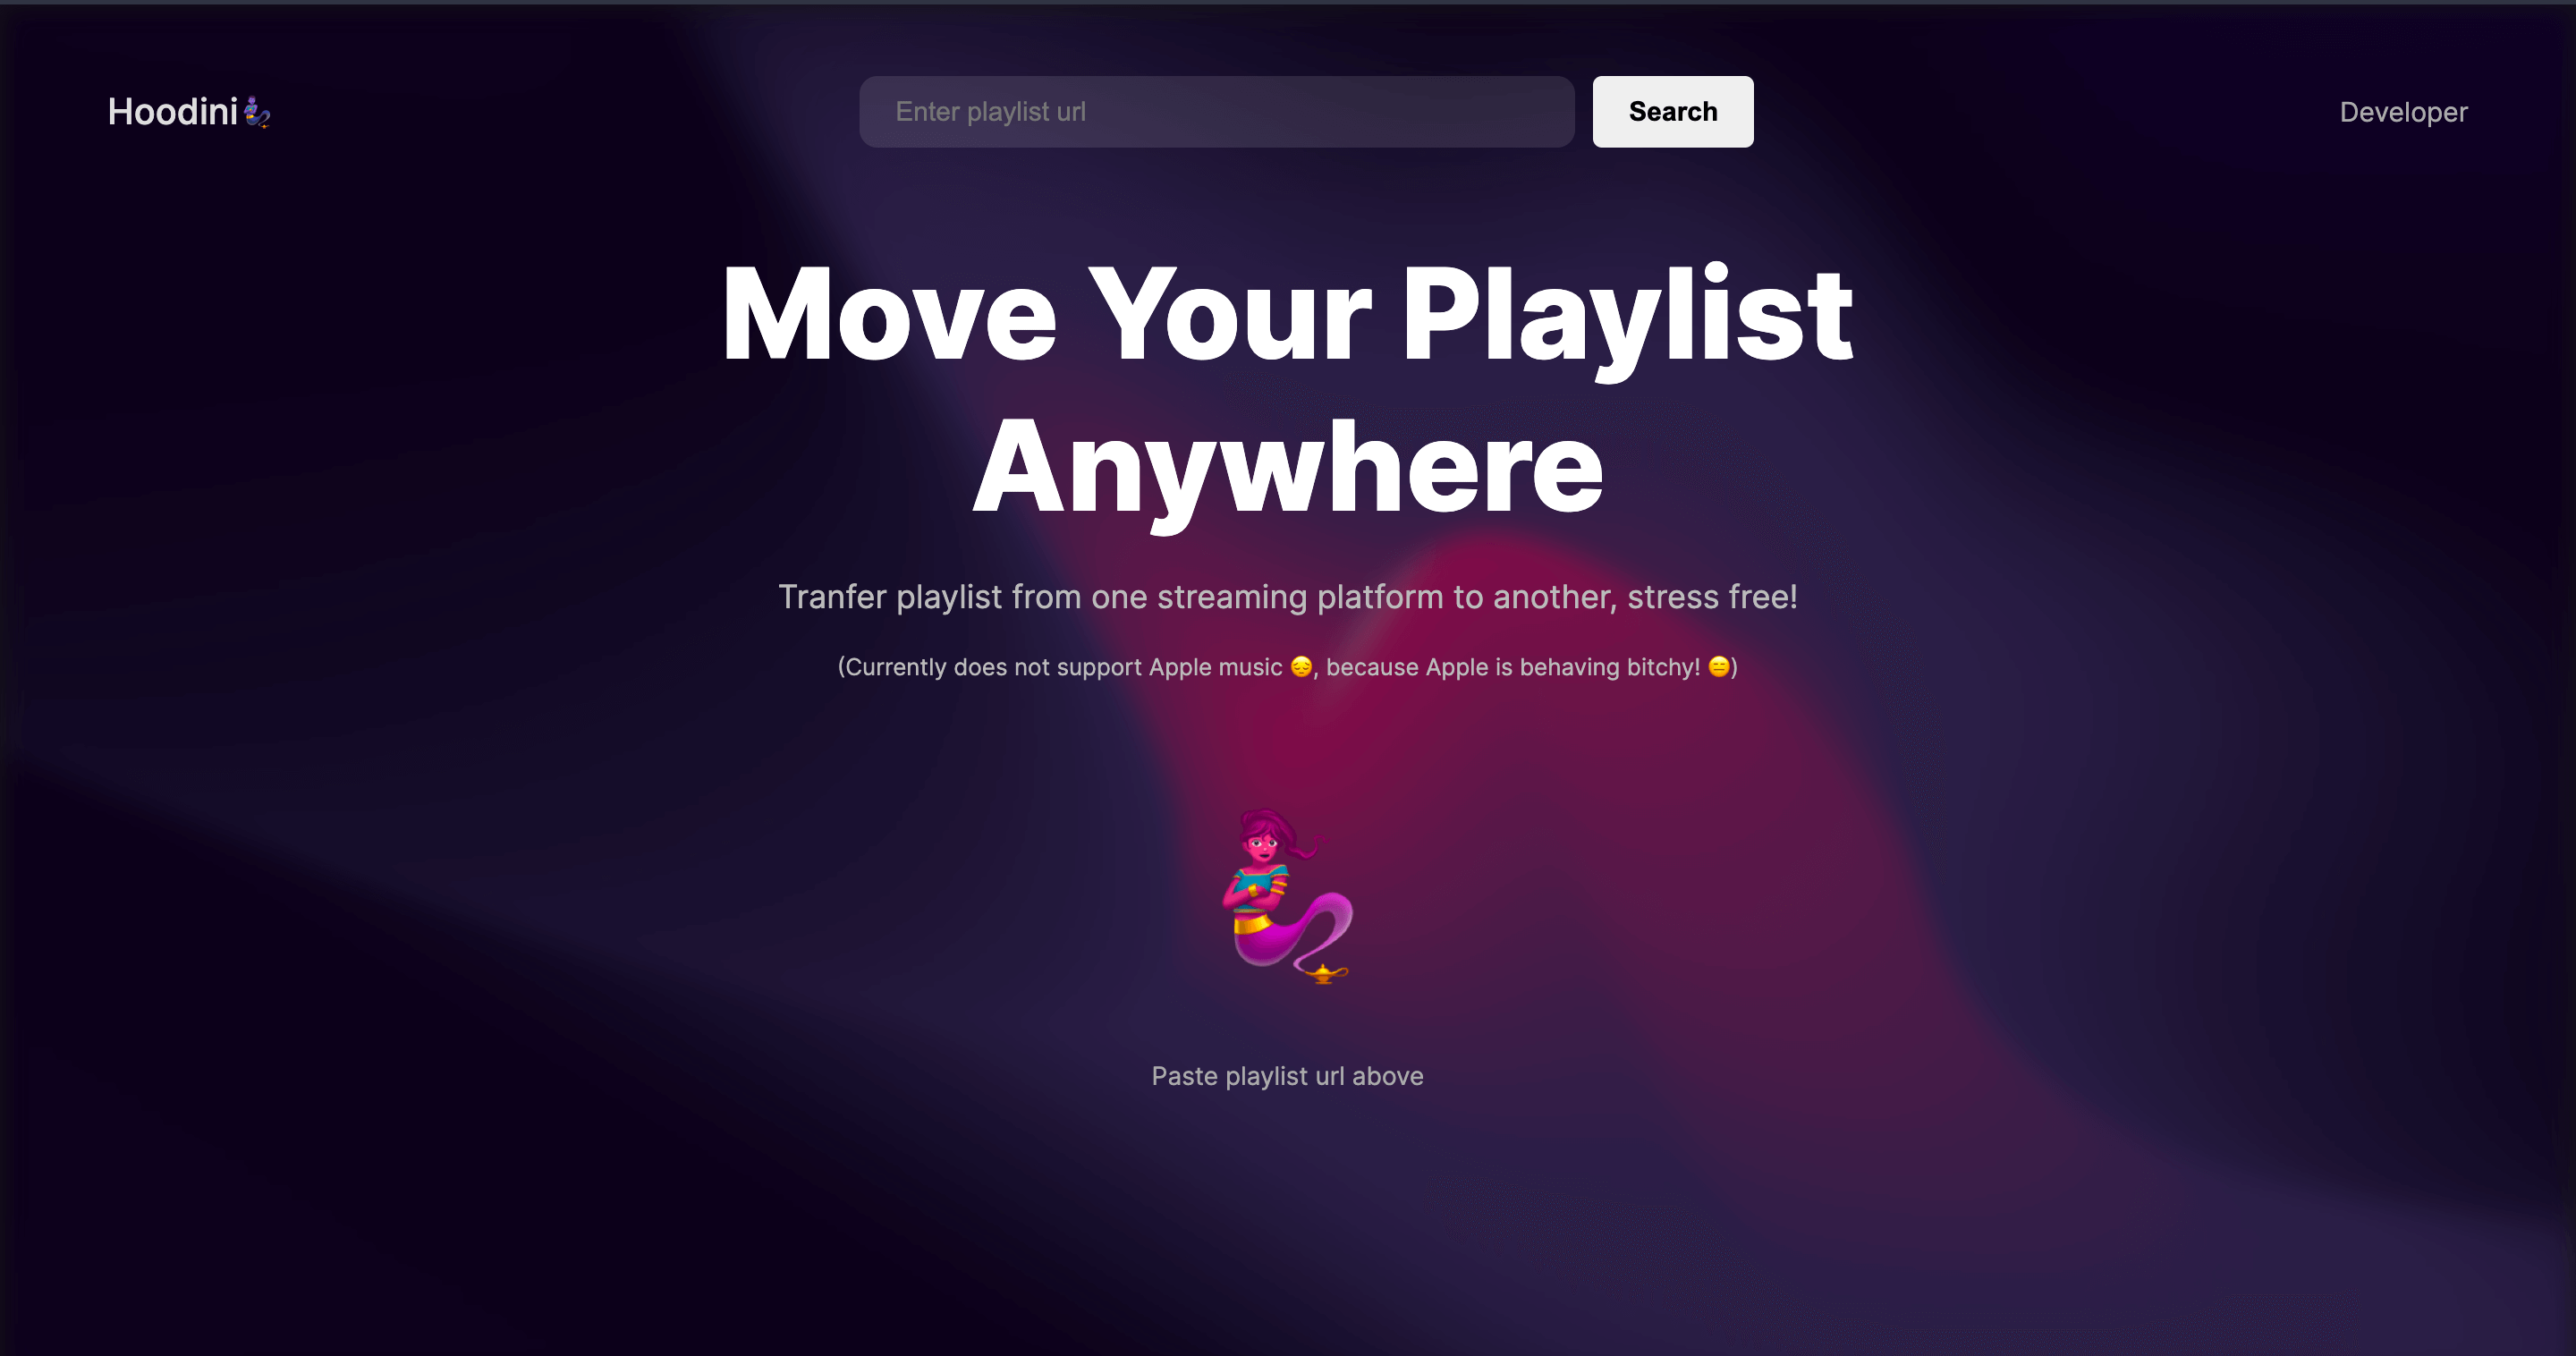 Hoodini🧞‍♀️
Enter playlist url
Search
Developer
Move Your Playlist
Anywhere
Tranfer playlist from one streaming platform to another, stress free!
(Currently does not support Apple music 😔, because Apple is behaving bitchy! 😑)
Paste playlist url above